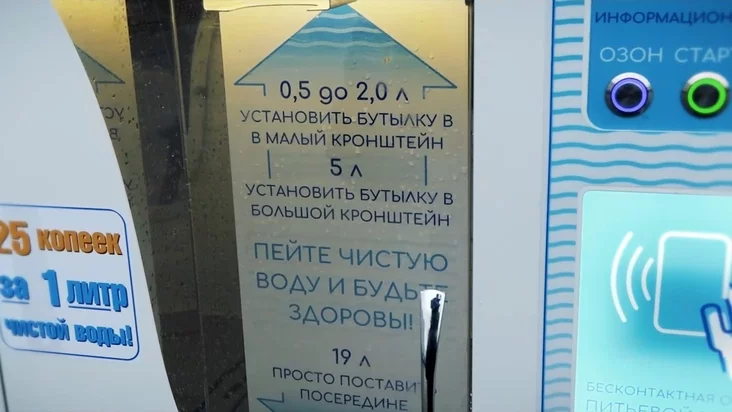 0,5 до 2,0 л
УСТАНОВИТЬ БУТЫЛКУ В
В МАЛЫЙ КРОНШТЕЙН
5 л
УСТАНОВИТЬ БУТЫЛКУ В
БОЛЬШОЙ КРОНШТЕЙН
ПЕЙТЕ ЧИСТУЮ
ВОДУ И БУДЬТЕ
ЗДОРОВЫ!
19 л
ПРОСТО ПОСТАВИТ
ПОСЕРЕДИНЕ
25 копеек
за 1 литр
чистой воды!
ИНФОРМАЦИОН
ОЗОН СТАР
БЕСКОНТАКТНАЯ О
ПИТЬЕВОЙ